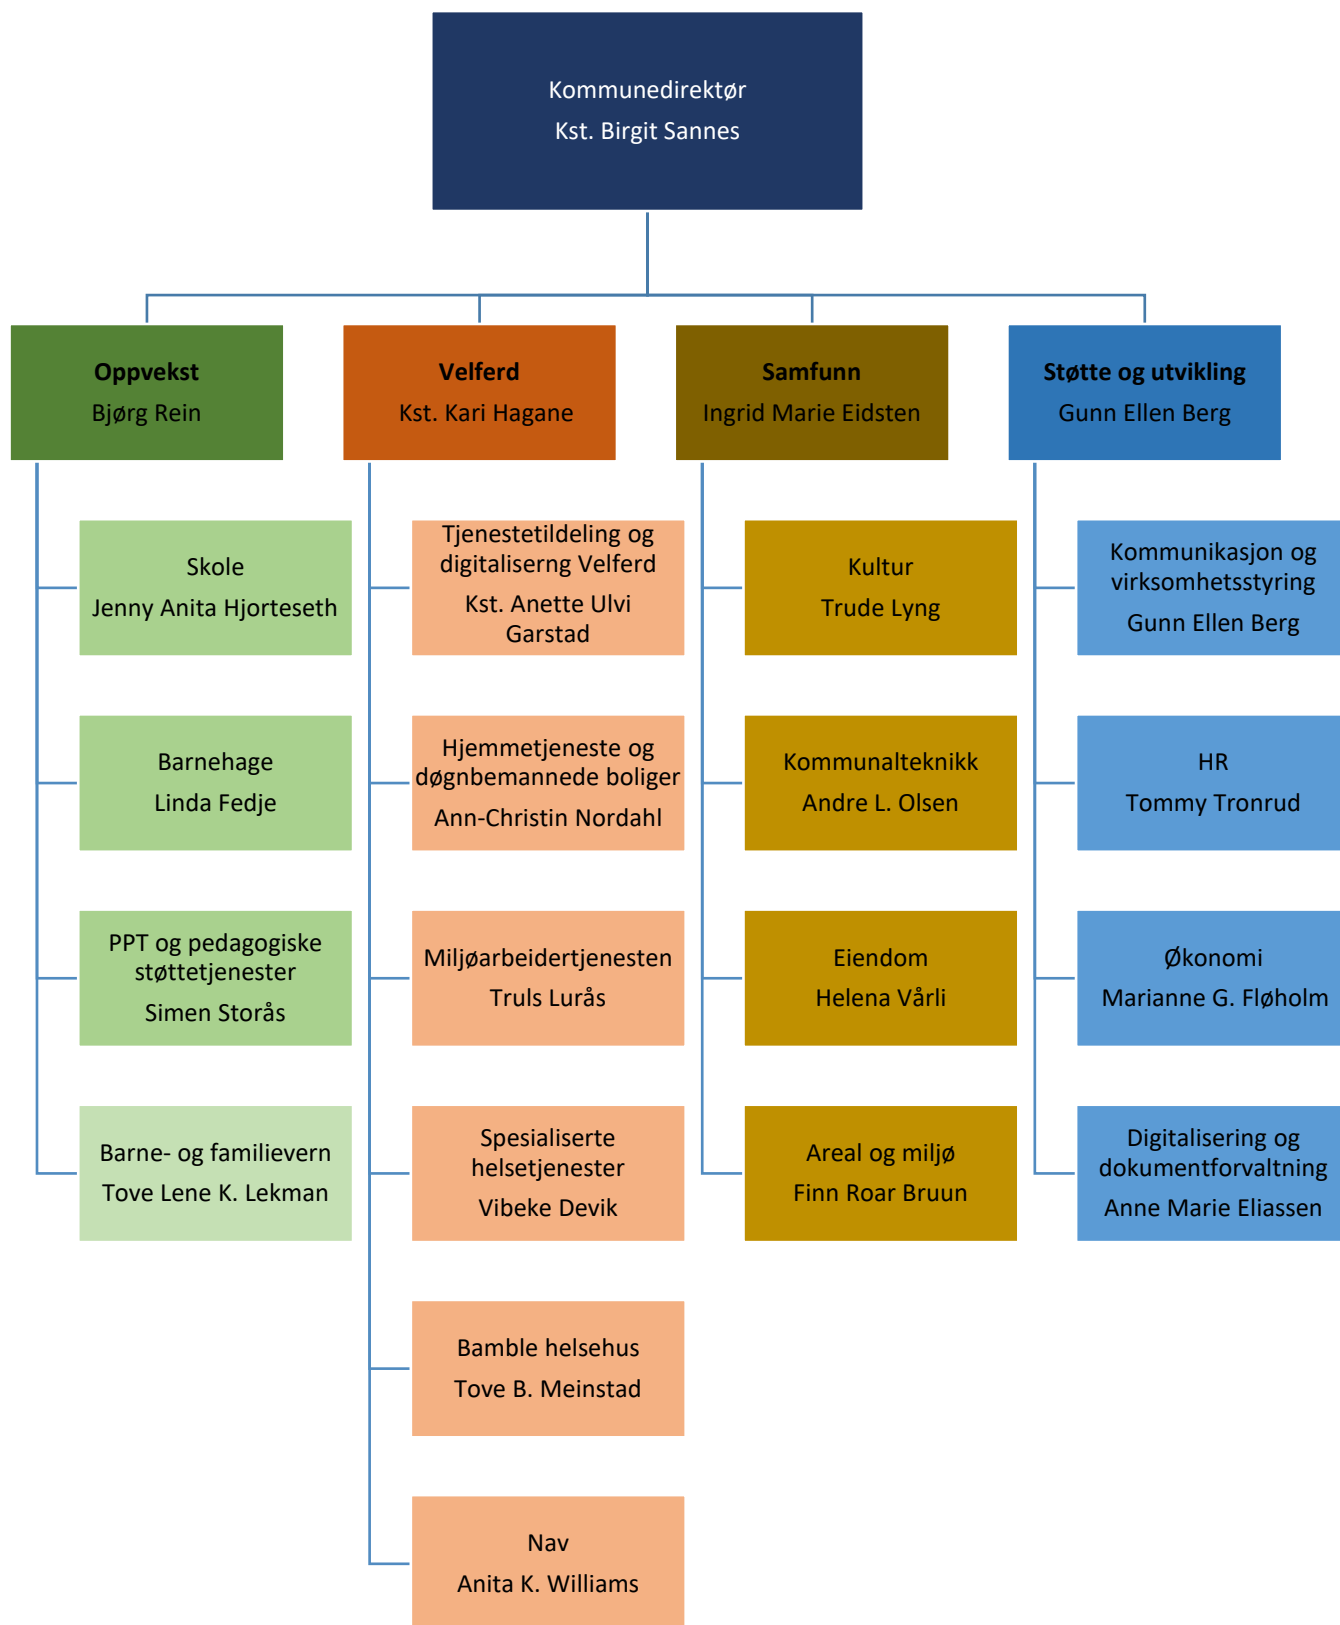 Kommunedirektør
Kst. Birgit Sannes
Oppvekst
Bjørg Rein
Velferd
Kst. Kari Hagane
Samfunn
Ingrid Marie Eidsten
Støtte og utvikling
Gunn Ellen Berg
Skole
Jenny Anita Hjorteseth
Barnehage
Linda Fedje
PPT og pedagogiske
støttetjenester
Simen Storås
Barne- og familievern
Tove Lene K. Lekman
Tjenestetildeling og
digitaliserng Velferd
Kst. Anette Ulvi
Garstad
Hjemmetjeneste og
døgnbemannede boliger
Ann-Christin Nordahl
Miljøarbeidertjenesten
Truls Lurås
Spesialiserte
helsetjenester
Vibeke Devik
Bamble helsehus
Tove B. Meinstad
Nav
Anita K. Williams
Kultur
Trude Lyng
Kommunalteknikk
Andre L. Olsen
Eiendom
Helena Vårli
Areal og miljø
Finn Roar Bruun
Kommunikasjon og
virksomhetsstyring
Gunn Ellen Berg
HR
Tommy Tronrud
Økonomi
Marianne G. Fløholm
Digitalisering og
dokumentforvaltning
Anne Marie Eliassen